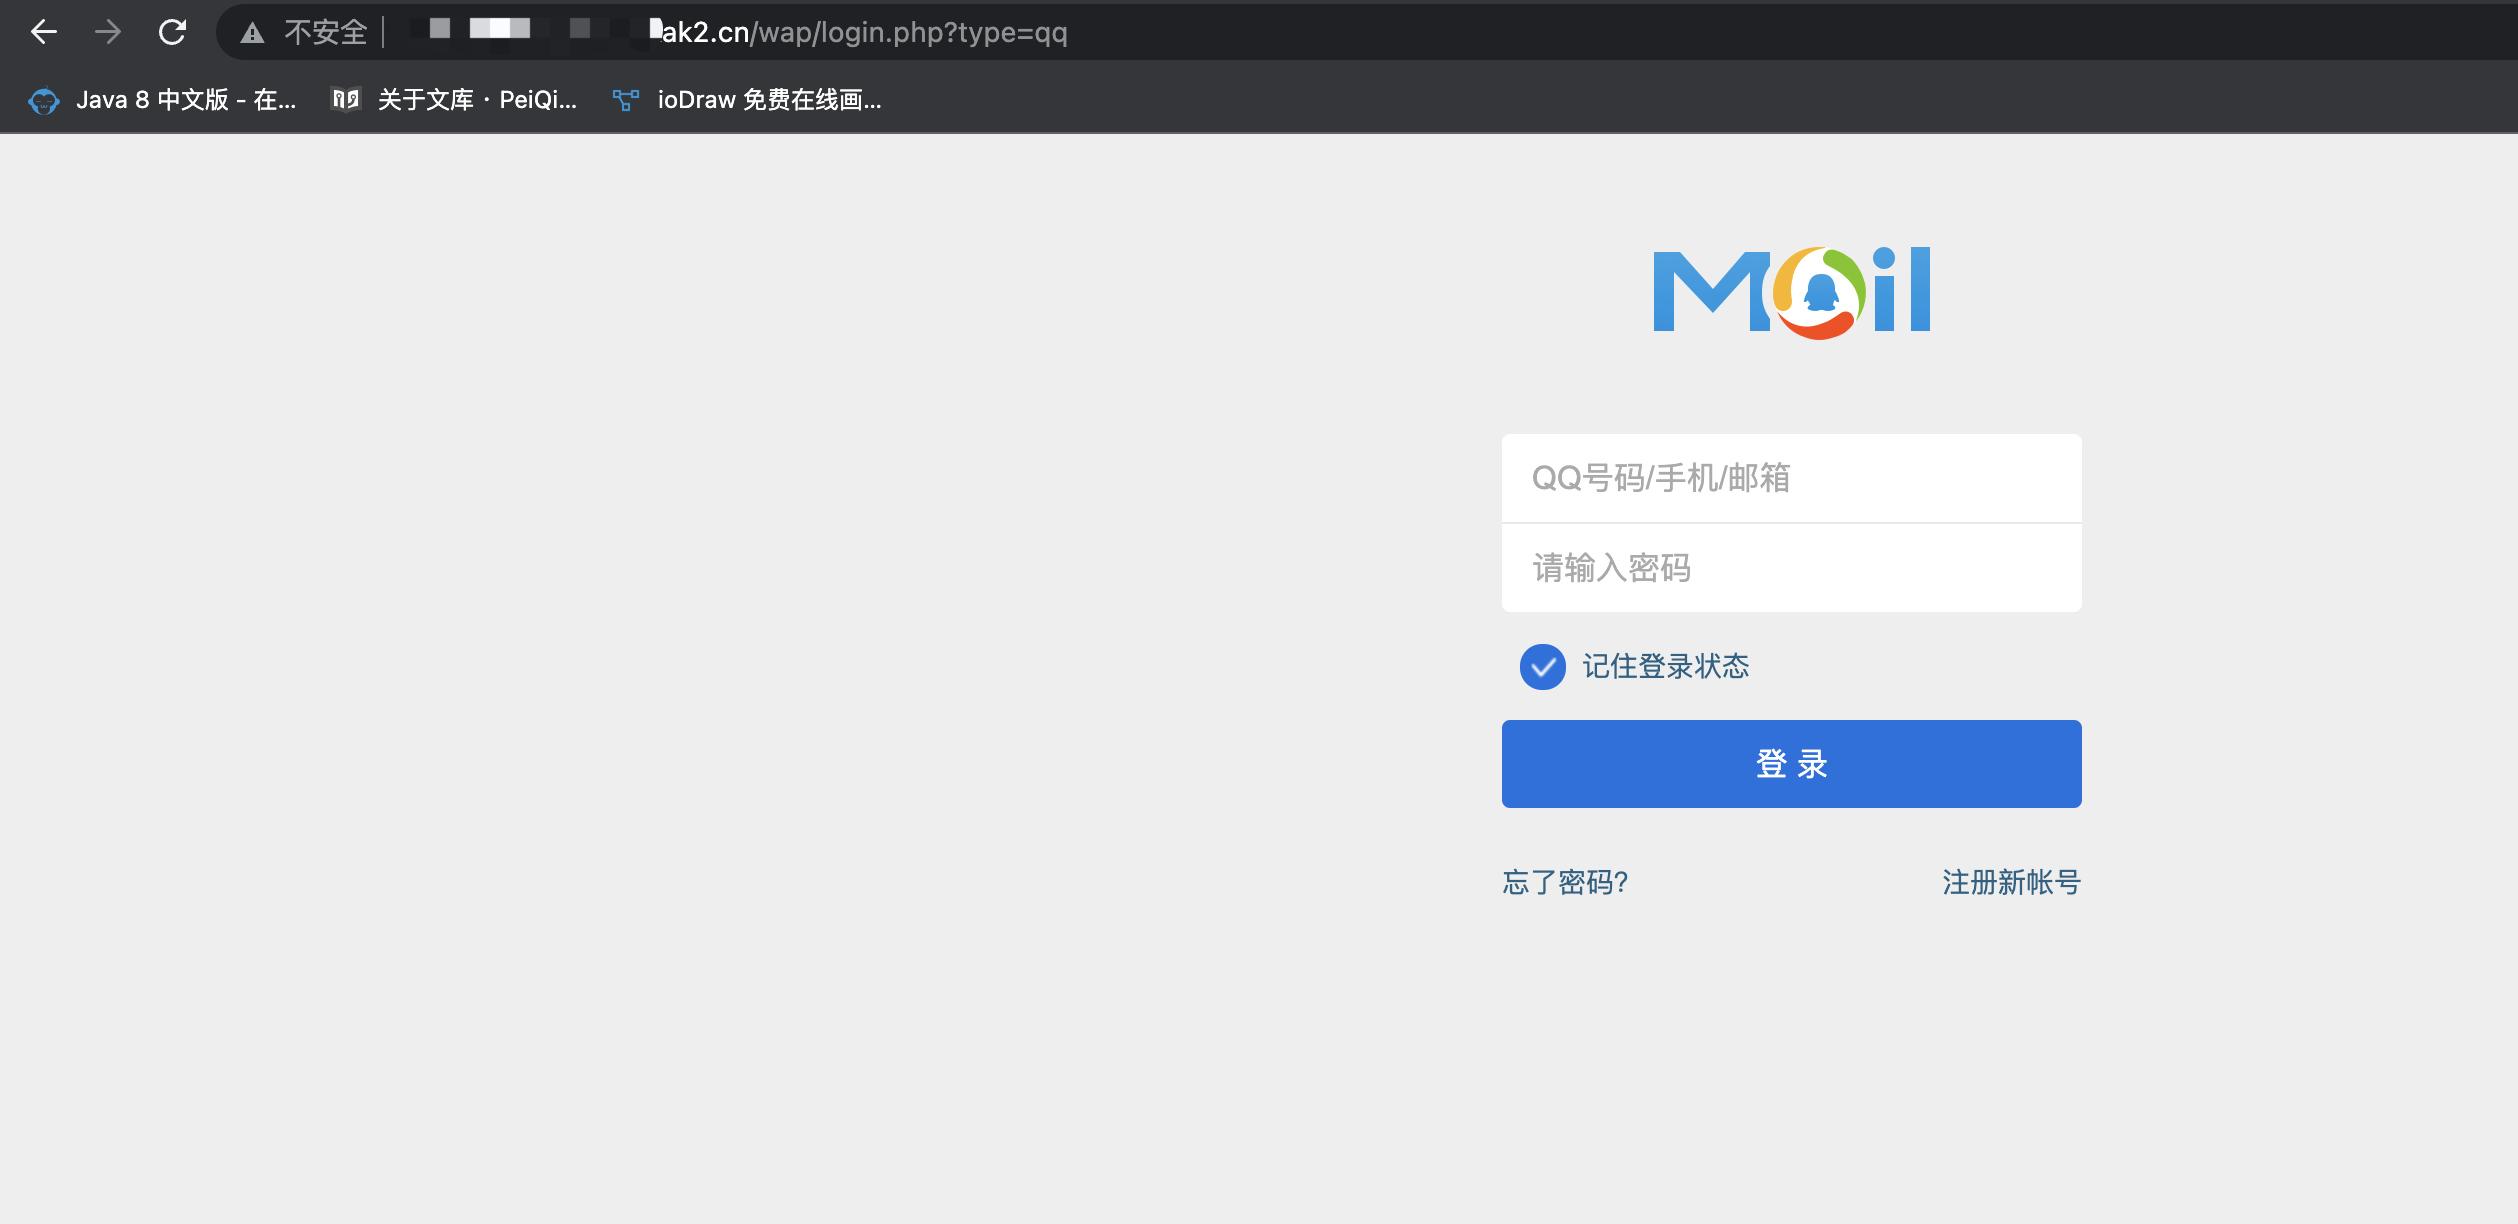 不安全 ak2.cn/wap/login.php?type=qq
Java 8 中文版 - 在... 关于文库 · PeiQi... ioDraw 免费在线画...
Mail
QQ号码/手机/邮箱
请输入密码
记住登录状态
登 录
忘了密码? 注册新帐号